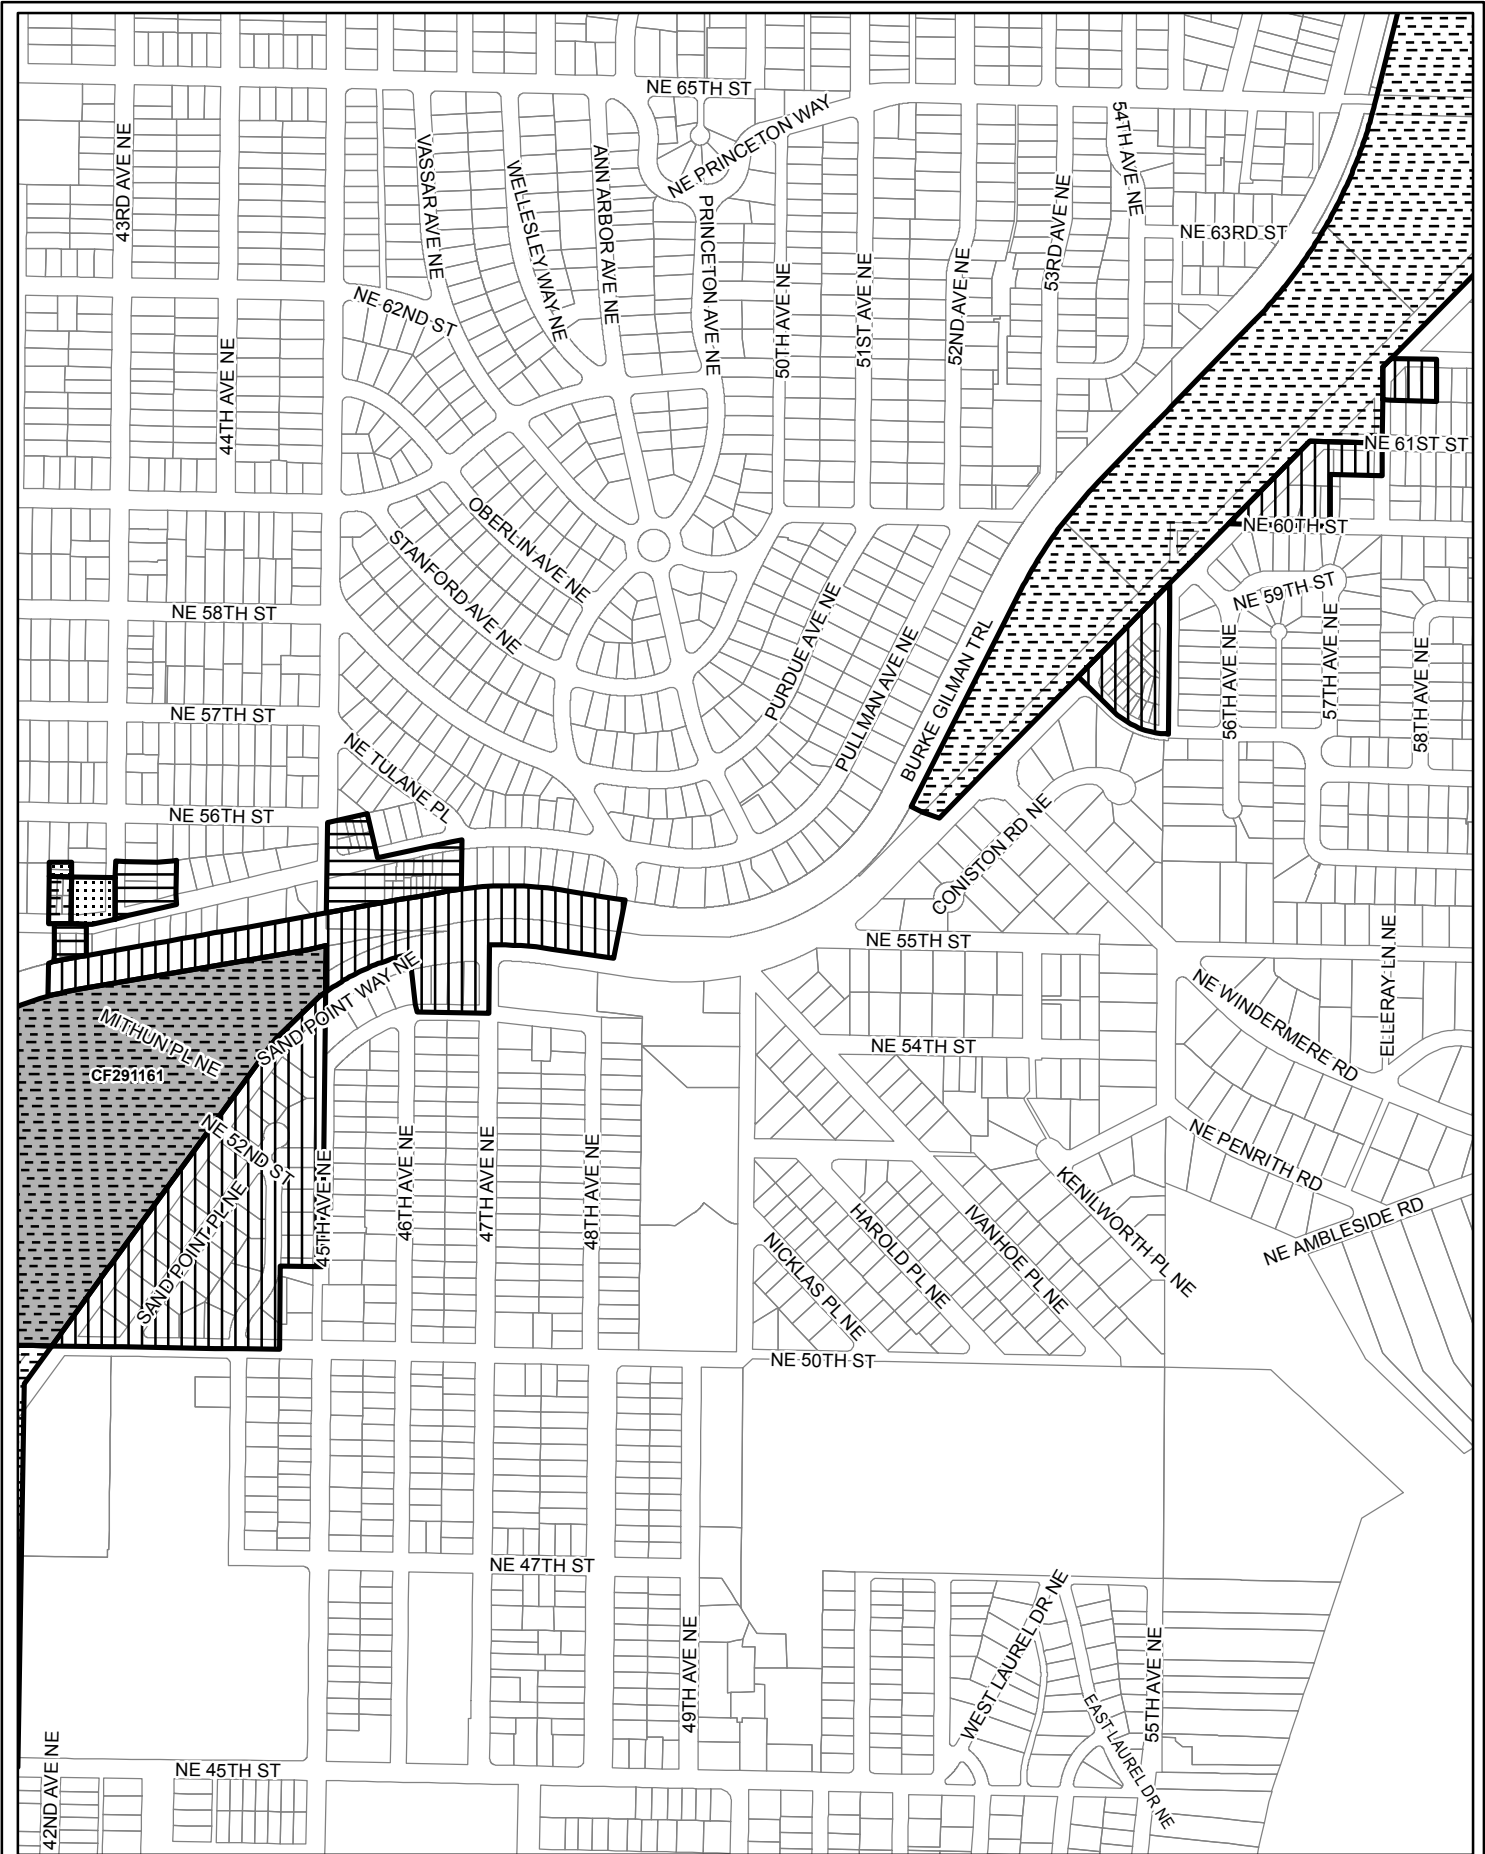 NE 65TH ST
NE PRINCETON WAY
54TH AVE NE
43RD AVE NE
VASSAR AVE NE
WELLESLEY WAY NE
ANN ARBOR AVE NE
PRINCETON AVE NE
53RD AVE NE
NE 63RD ST
50TH AVE NE
51ST AVE NE
52ND AVE NE
NE 62ND ST
44TH AVE NE
NE 61ST ST
OBERLIN AVE NE
NE 60TH ST
STANFORD AVE NE
NE 59TH ST
NE 58TH ST
PURDUE AVE NE
PULLMAN AVE NE
BURKE GILMAN TRL
56TH AVE NE
57TH AVE NE
58TH AVE NE
NE 57TH ST
NE TULANE PL
NE 56TH ST
CONISTON RD NE
NE 55TH ST
ELLERAY LN NE
SAND POINT WAY NE
NE WINDERMERE RD
MITHUN PL NE
NE 54TH ST
CF291161
NE 52ND ST
45TH AVE NE
46TH AVE NE
47TH AVE NE
48TH AVE NE
NE PENRITH RD
SAND POINT PL NE
KENILWORTH PL NE
NICKLAS PL NE
HAROLD PL NE
IVANHOE PL NE
NE AMBLESIDE RD
NE 50TH ST
NE 47TH ST
49TH AVE NE
WEST LAUREL DR NE
EAST LAUREL DR NE
55TH AVE NE
42ND AVE NE
NE 45TH ST